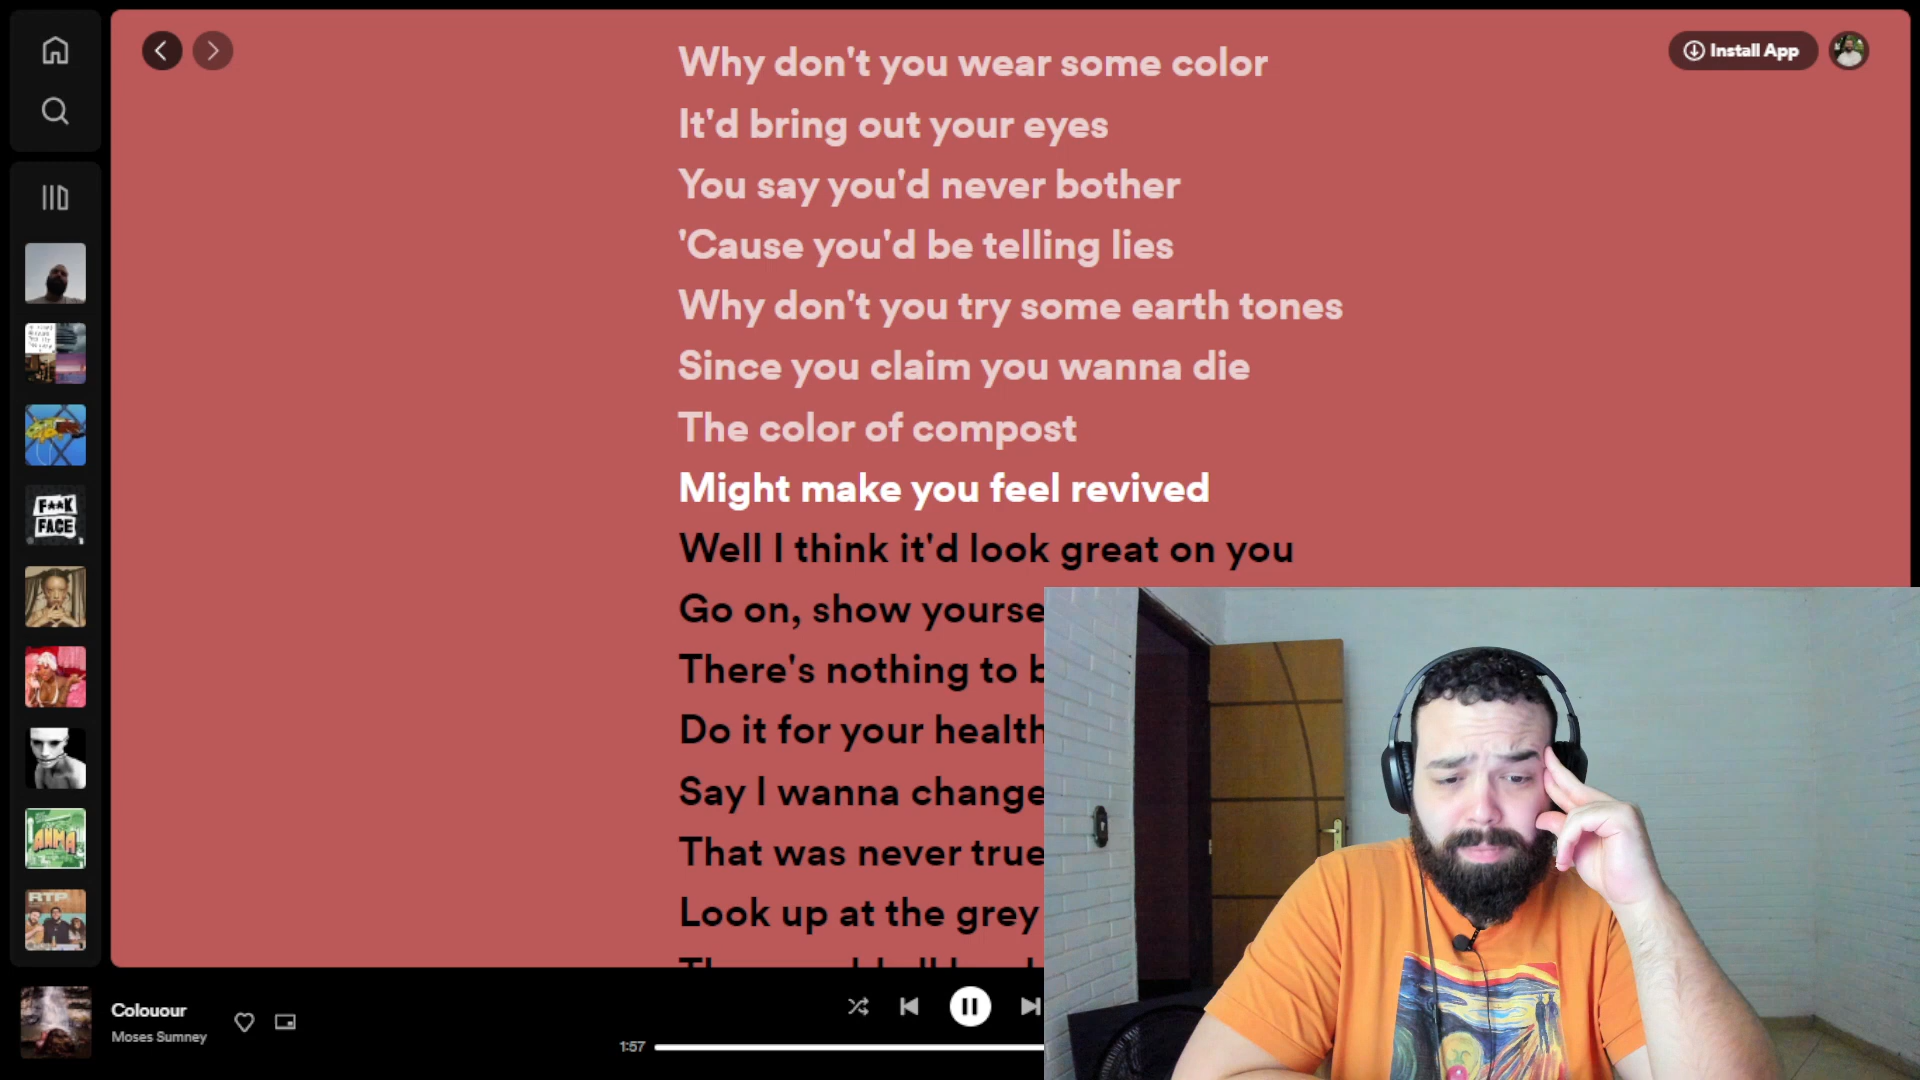 Install App
Why don't you wear some color
It'd bring out your eyes
You say you'd never bother
'Cause you'd be telling lies
Why don't you try some earth tones
Since you claim you wanna die
The color of compost
Might make you feel revived
Well I think it'd look great on you
Go on, show yourse
There's nothing to b
Do it for your health
Say I wanna change
That was never true
Look up at the grey
F**K
FACE
ANMA
RTP
Colouour
Moses Sumney
1:57